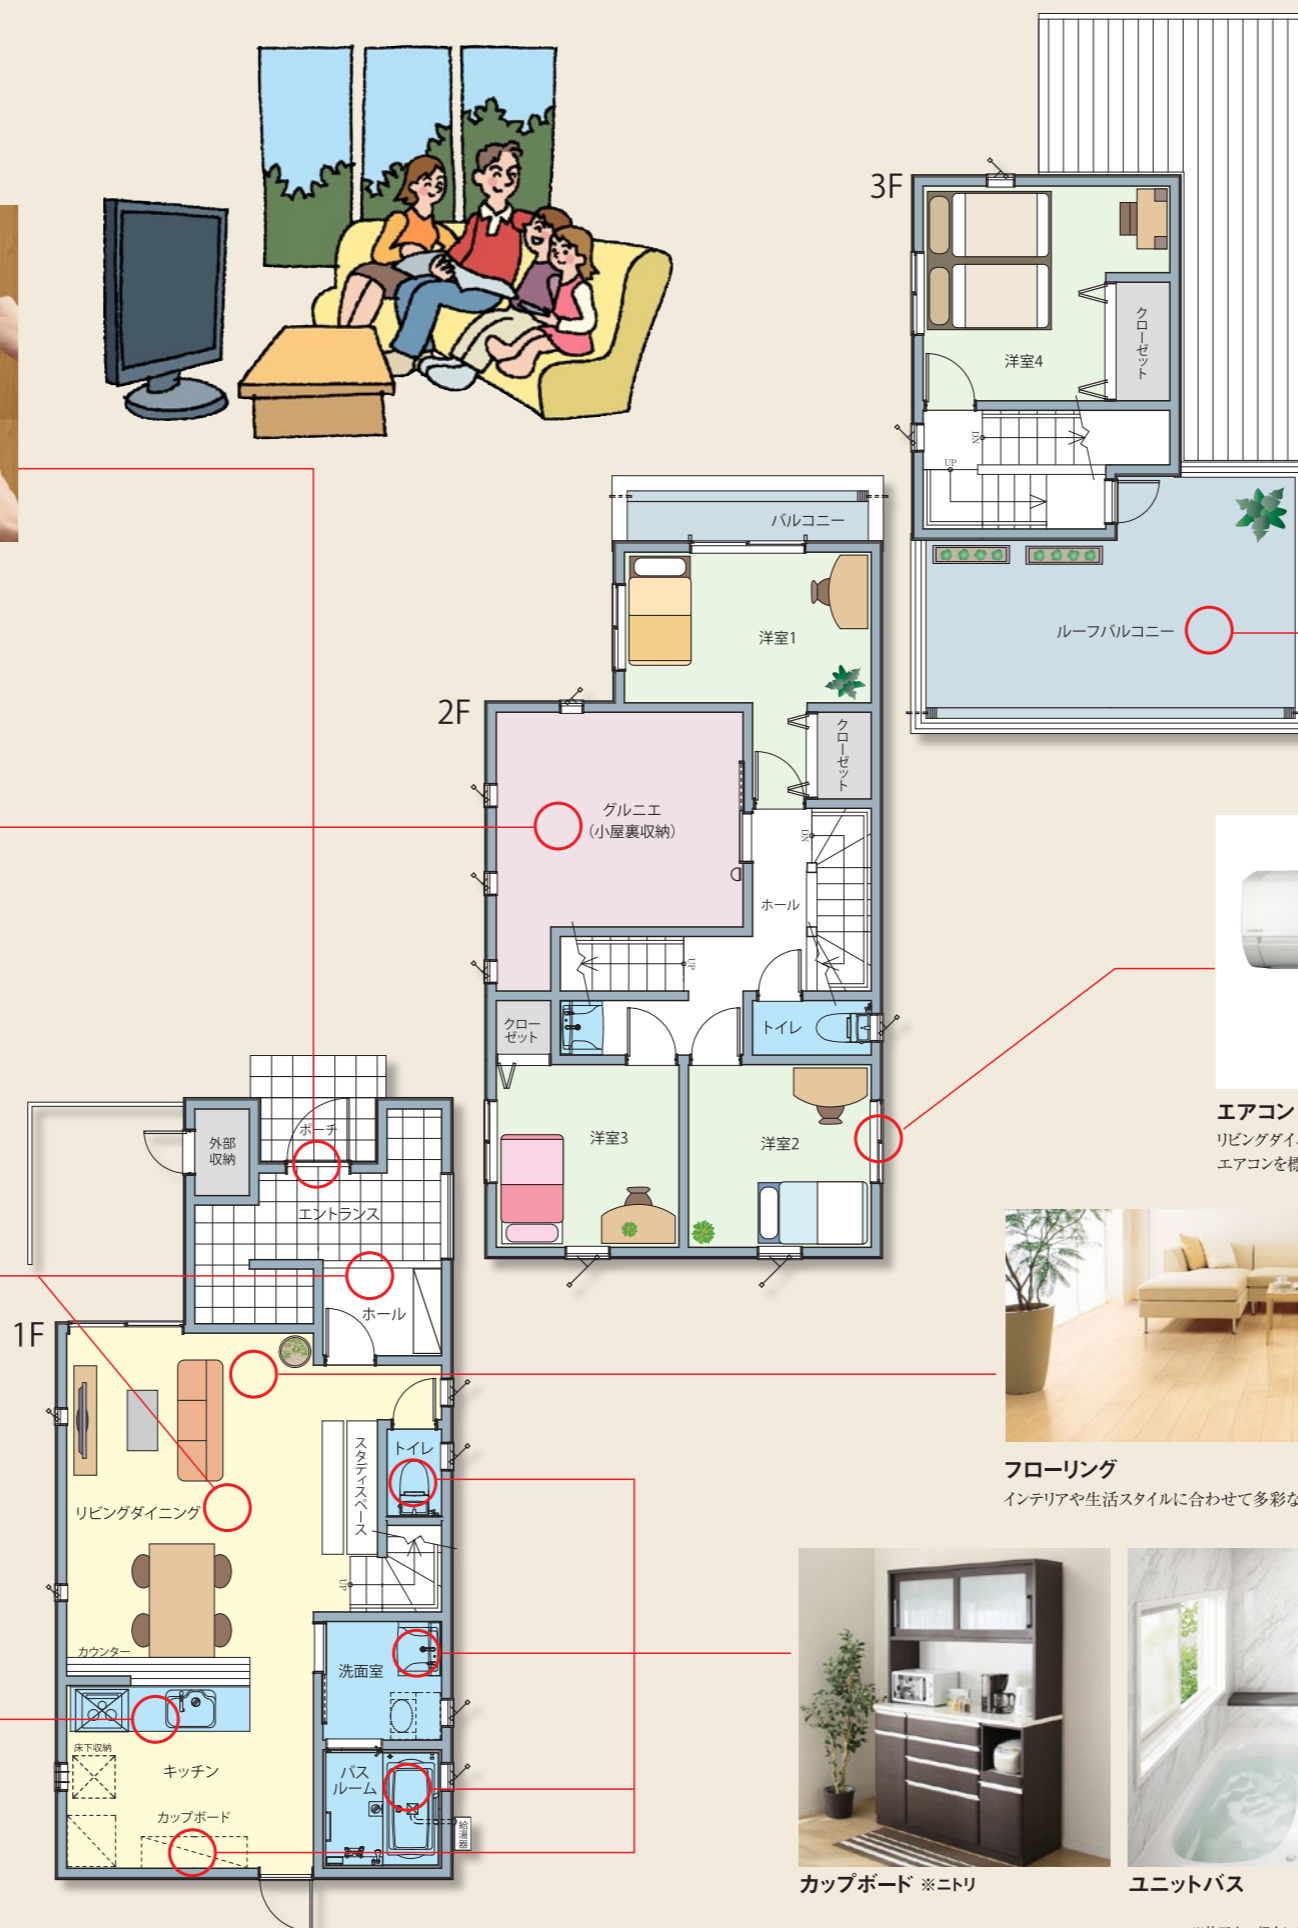 3F
クローゼット
洋室4
DN
UP
ルーフバルコニー
バルコニー
洋室1
2F
クローゼット
グルニエ
（小屋裏収納）
DN
ホール
UP
クロー
ゼット
トイレ
洋室3
洋室2
エアコン
リビングダイ
エアコンを標
外部
収納
ポーチ
エントランス
ホール
1F
トイレ
スタディスペース
リビングダイニング
UP
カウンター
洗面室
床下収納
キッチン
バス
ルーム
カップボード
給湯器
フローリング
インテリアや生活スタイルに合わせて多彩な
カップボード ※ニトリ
ユニットバス